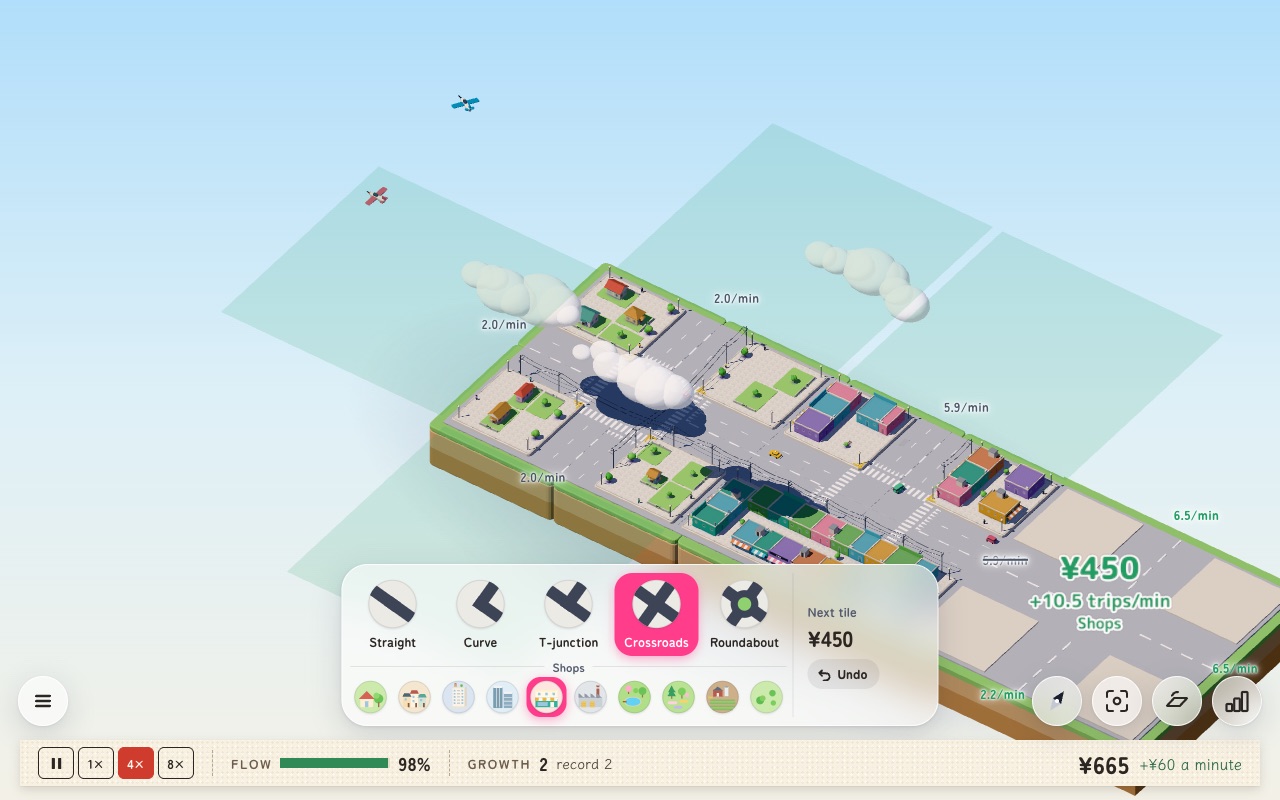 2.0/min
2.0/min
5.9/min
2.0/min
6.5/min
5.9/min
¥450
+10.5 trips/min
Shops
6.5/min
2.2/min
Straight
Curve
T-junction
Crossroads
Roundabout
Shops
Next tile
¥450
Undo
1×
4×
8×
FLOW
98%
GROWTH 2 record 2
¥665 +¥60 a minute